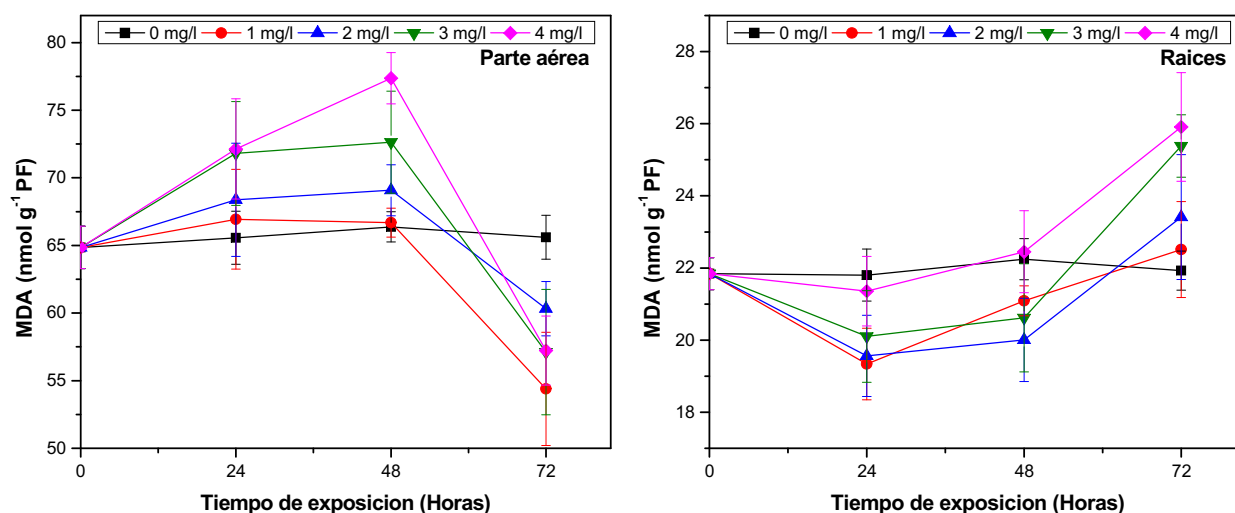 0 mg/l 1 mg/l 2 mg/l 3 mg/l 4 mg/l
Parte aérea
80
75
70
65
60
55
50
MDA (nmol g⁻¹ PF)
0 24 48 72
Tiempo de exposicion (Horas)
0 mg/l 1 mg/l 2 mg/l 3 mg/l 4 mg/l
Raices
28
26
24
22
20
18
MDA (nmol g⁻¹ PF)
0 24 48 72
Tiempo de exposicion (Horas)